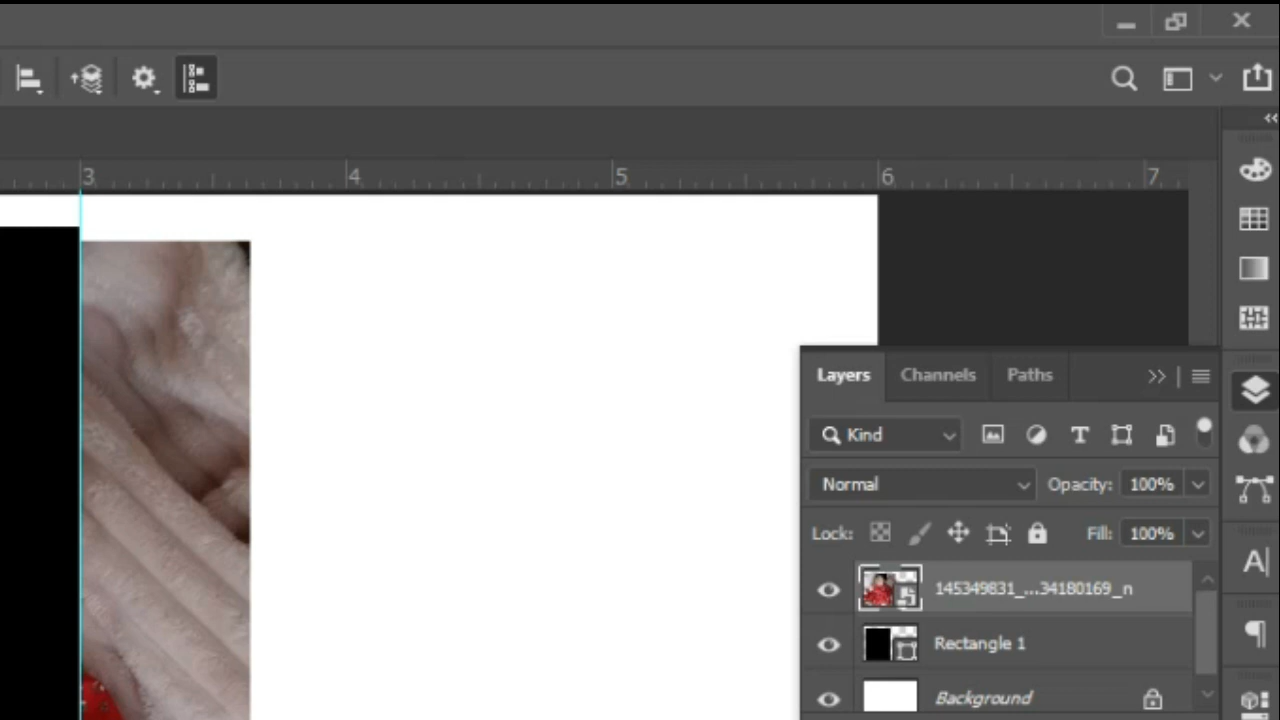 3 4 5 6 7
Layers Channels Paths
Kind
Normal Opacity: 100%
Lock: Fill: 100%
145349831_...34180169_n
Rectangle 1
Background